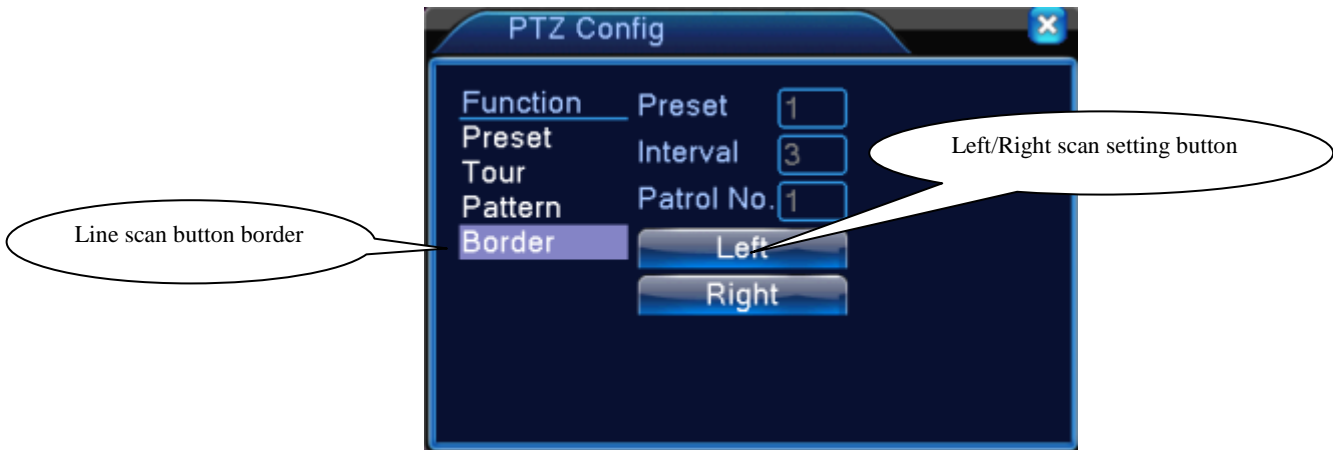 PTZ Config
Function
Preset
Tour
Pattern
Border
Preset 1
Interval 3
Patrol No. 1
Left
Right
Line scan button border
Left/Right scan setting button